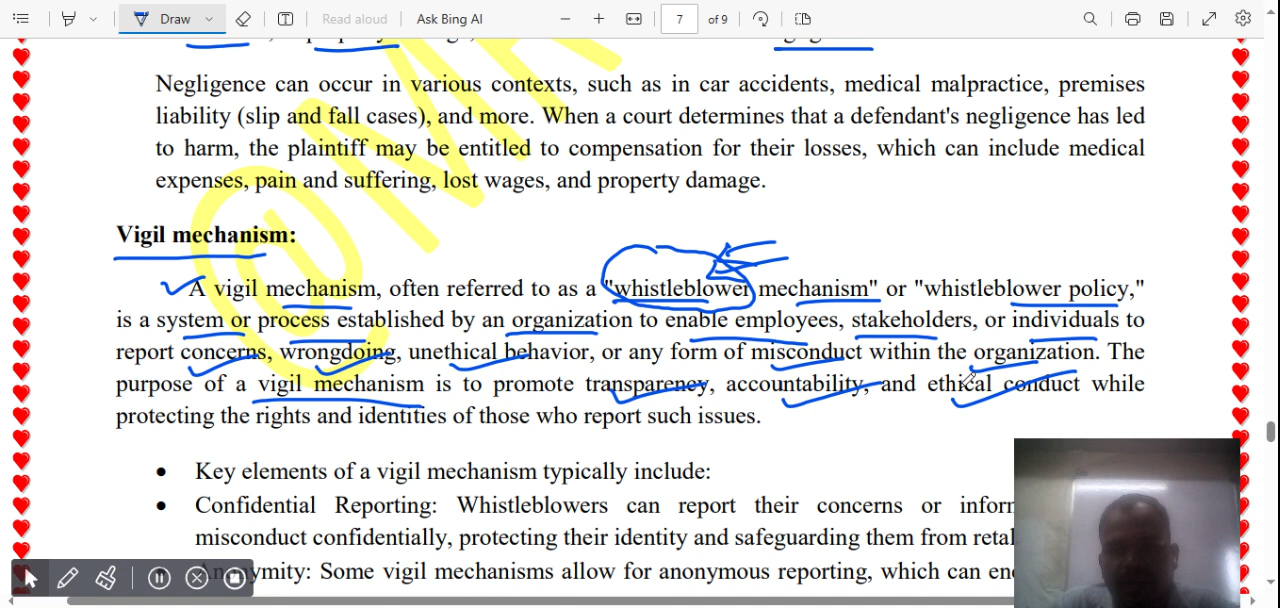 Draw
Read aloud
Ask Bing AI
7
of 9
Negligence can occur in various contexts, such as in car accidents, medical malpractice, premises
liability (slip and fall cases), and more. When a court determines that a defendant's negligence has led
to harm, the plaintiff may be entitled to compensation for their losses, which can include medical
expenses, pain and suffering, lost wages, and property damage.
Vigil mechanism:
A vigil mechanism, often referred to as a "whistleblower mechanism" or "whistleblower policy,"
is a system or process established by an organization to enable employees, stakeholders, or individuals to
report concerns, wrongdoing, unethical behavior, or any form of misconduct within the organization. The
purpose of a vigil mechanism is to promote transparency, accountability, and ethical conduct while
protecting the rights and identities of those who report such issues.
• Key elements of a vigil mechanism typically include:
• Confidential Reporting: Whistleblowers can report their concerns or inform
misconduct confidentially, protecting their identity and safeguarding them from retal
Some vigil mechanisms allow for anonymous reporting, which can en